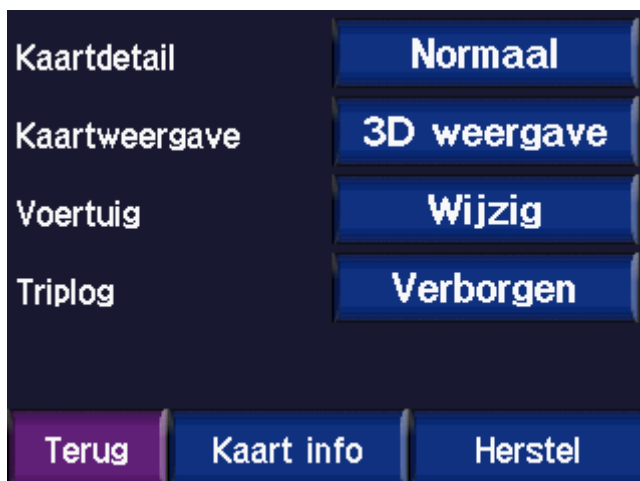 Kaartdetail Normaal
Kaartweergave 3D weergave
Voertuig Wijzig
Triplog Verborgen
Terug Kaart info Herstel